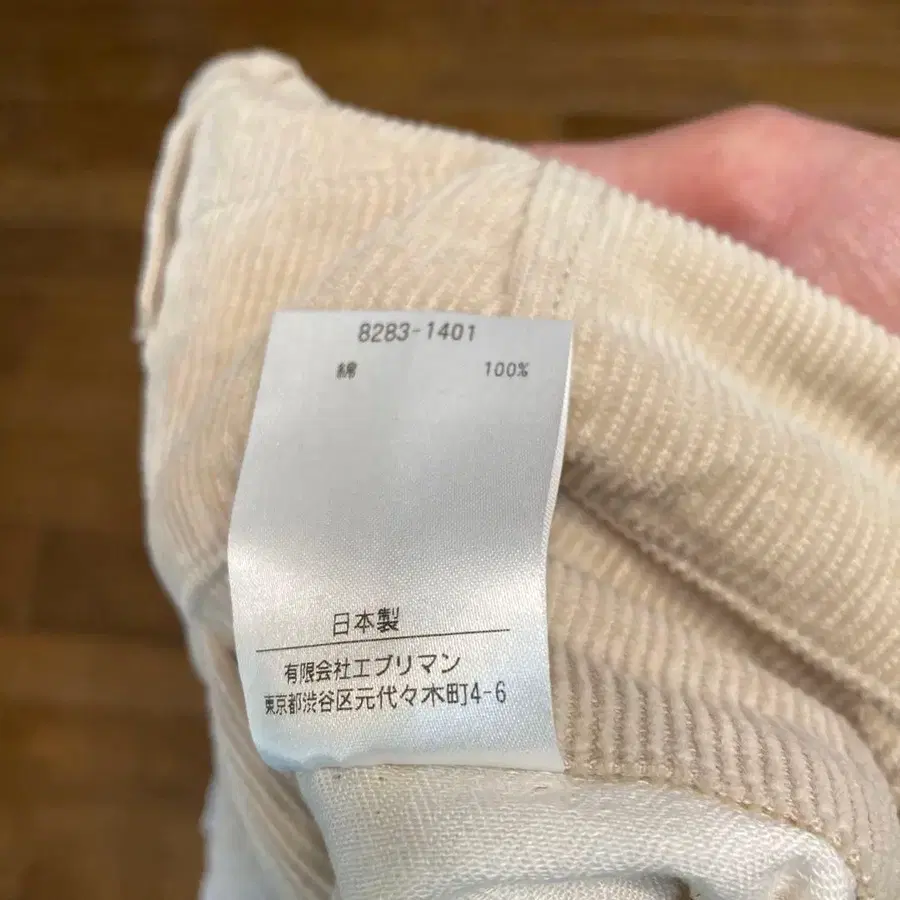 8283-1401
綿 100%
日本製
有限会社エブリマン
東京都渋谷区元代々木町4-6